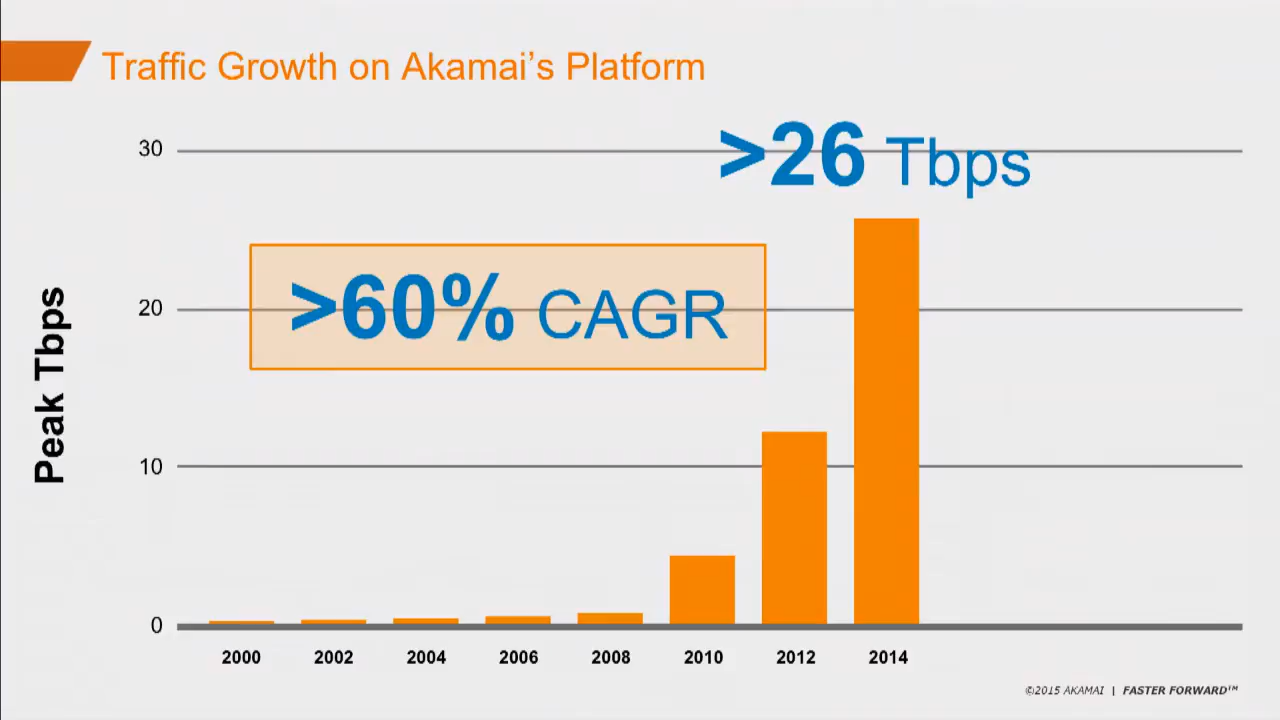 Traffic Growth on Akamai’s Platform
>26 Tbps
30
>60% CAGR
20
Peak Tbps
10
0
2000 2002 2004 2006 2008 2010 2012 2014
©2015 AKAMAI | FASTER FORWARD™